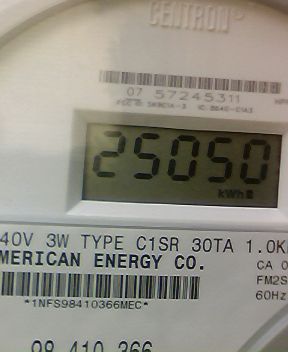 CENTRON
07 57245311
25050
kWh
40V 3W TYPE C1SR 30TA 1.0K
MERICAN ENERGY CO.
CA 0
FM2S
*1NFS98410366MEC*
60Hz
98 410 366